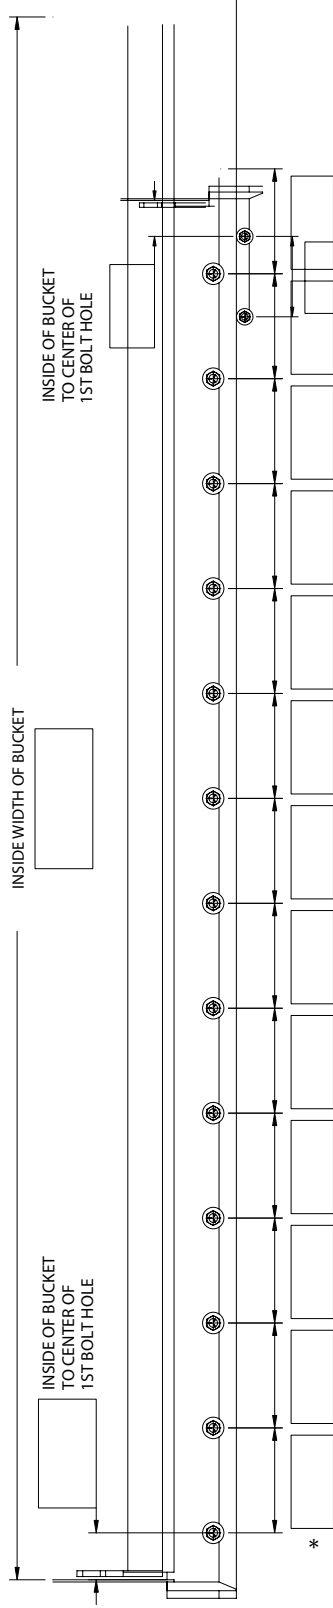 INSIDE OF BUCKET
TO CENTER OF
1ST BOLT HOLE
INSIDE WIDTH OF BUCKET
INSIDE OF BUCKET
TO CENTER OF
1ST BOLT HOLE
*